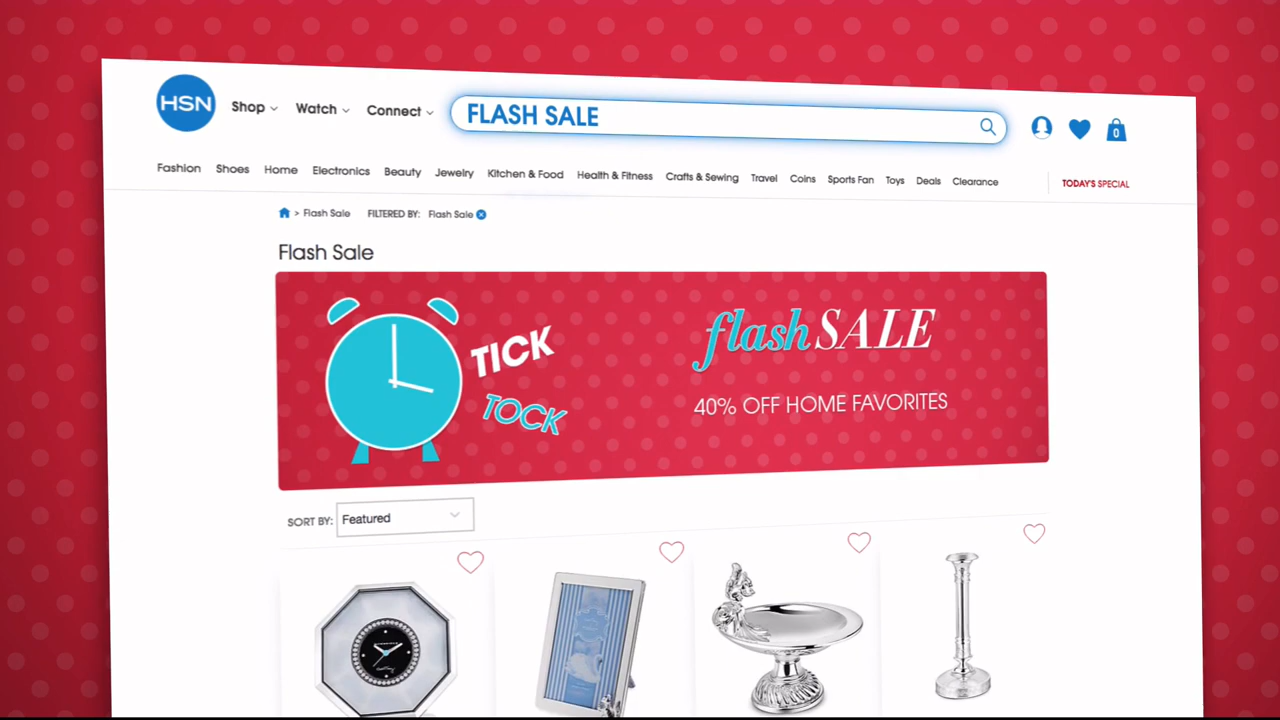 HSN Shop Watch Connect FLASH SALE 0
Fashion Shoes Home Electronics Beauty Jewelry Kitchen & Food Health & Fitness Crafts & Sewing Travel Coins Sports Fan Toys Deals Clearance TODAY'S SPECIAL
> Flash Sale FILTERED BY: Flash Sale
Flash Sale
TICK
TOCK
flash SALE
40% OFF HOME FAVORITES
SORT BY: Featured